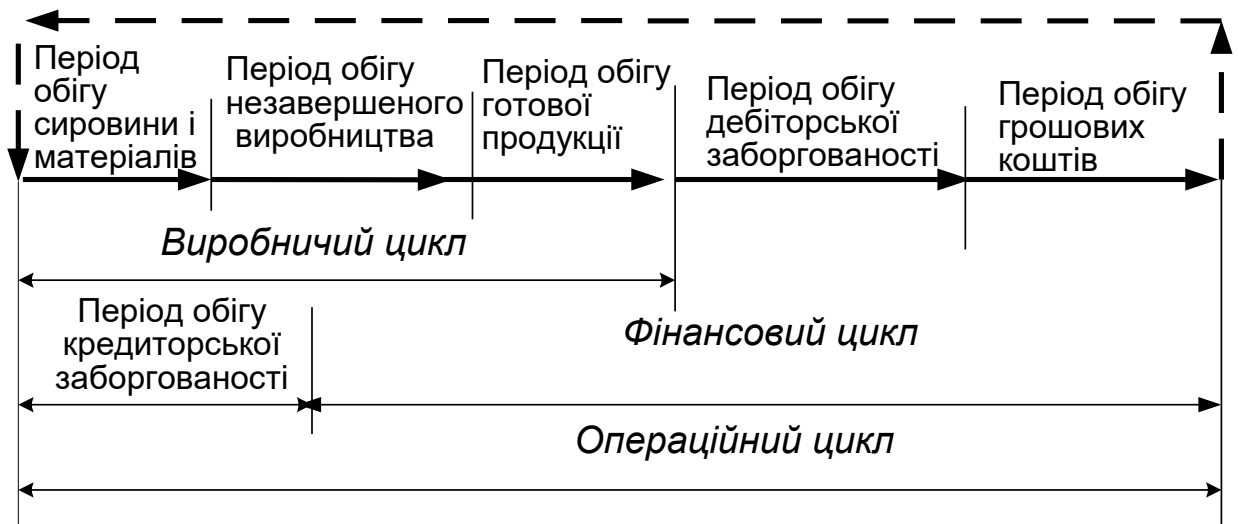 Період
обігу
сировини і
матеріалів
Період обігу
незавершеного
виробництва
Період обігу
готової
продукції
Період обігу
дебіторської
заборгованості
Період обігу
грошових
коштів
Виробничий цикл
Період обігу
кредиторської
заборгованості
Фінансовий цикл
Операційний цикл